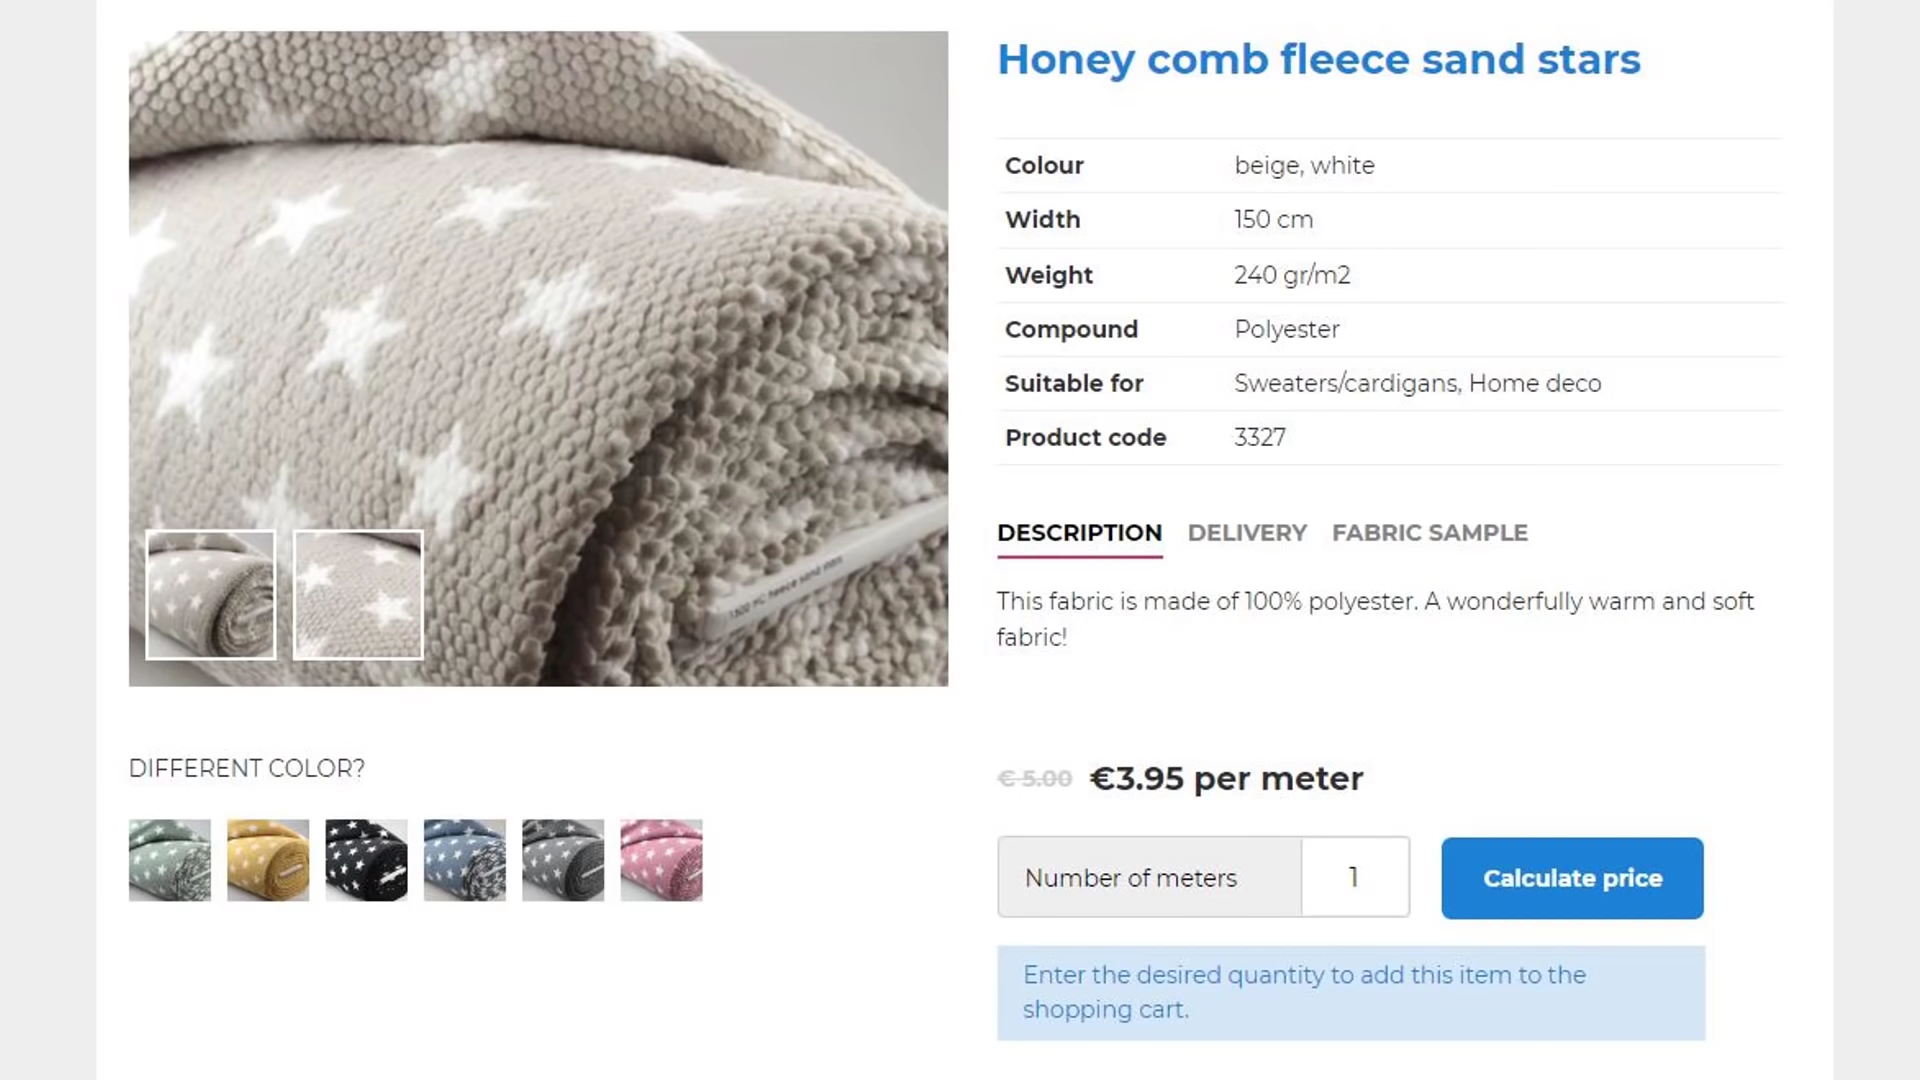 Honey comb fleece sand stars
Colour beige, white
Width 150 cm
Weight 240 gr/m2
Compound Polyester
Suitable for Sweaters/cardigans, Home deco
Product code 3327
DESCRIPTION DELIVERY FABRIC SAMPLE
This fabric is made of 100% polyester. A wonderfully warm and soft
fabric!
DIFFERENT COLOR?
€ 5.00 €3.95 per meter
Number of meters 1 Calculate price
Enter the desired quantity to add this item to the
shopping cart.